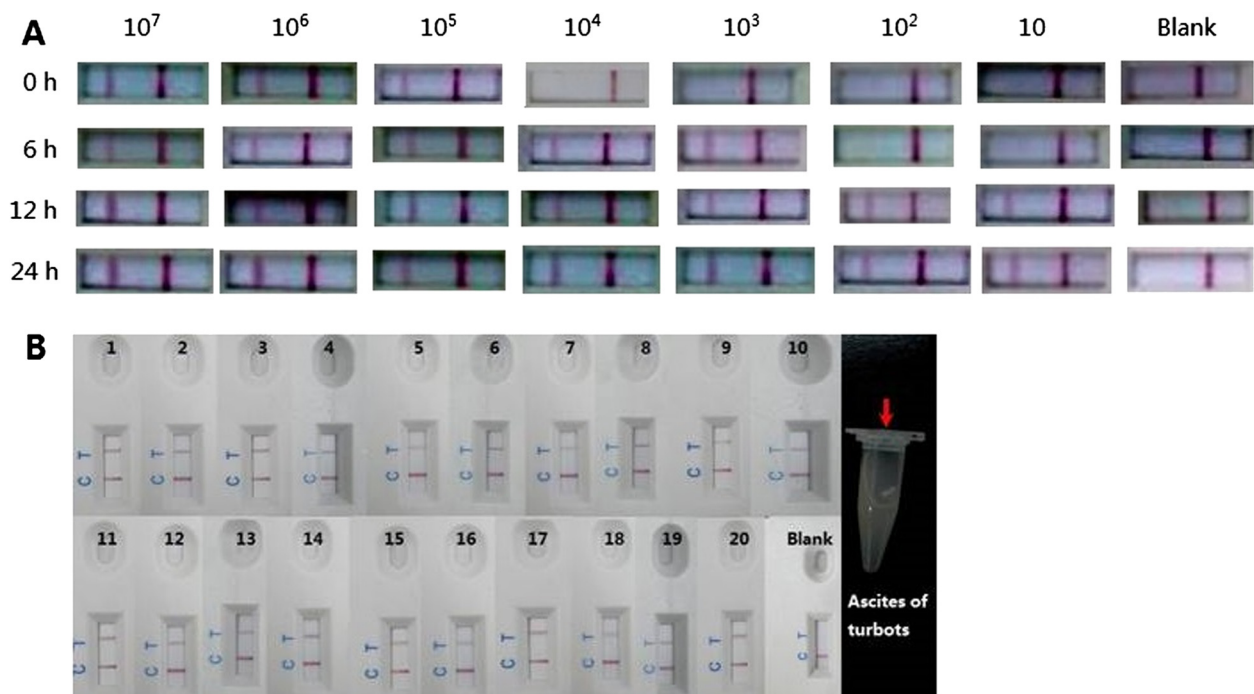 A
10⁷ 10⁶ 10⁵ 10⁴ 10³ 10² 10 Blank
0 h
6 h
12 h
24 h
B
1 2 3 4 5 6 7 8 9 10
C T C T C T C T C T C T C T C T C T C T
11 12 13 14 15 16 17 18 19 20 Blank
C T C T C T C T C T C T C T C T C T C T C T
Ascites of
turbots